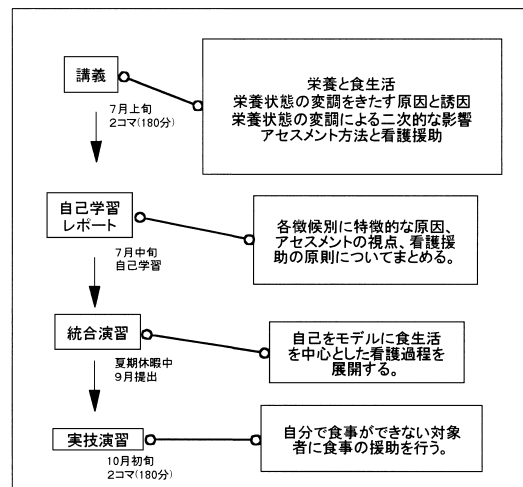 講義
7月上旬
2コマ(180分)
栄養と食生活
栄養状態の変調をきたす原因と誘因
栄養状態の変調による二次的な影響
アセスメント方法と看護援助
自己学習
レポート
7月中旬
自己学習
各徴候別に特徴的な原因、
アセスメントの視点、看護援
助の原則についてまとめる。
統合演習
夏期休暇中
9月提出
自己をモデルに食生活
を中心とした看護過程を
展開する。
実技演習
10月初旬
2コマ(180分)
自分で食事ができない対象
者に食事の援助を行う。